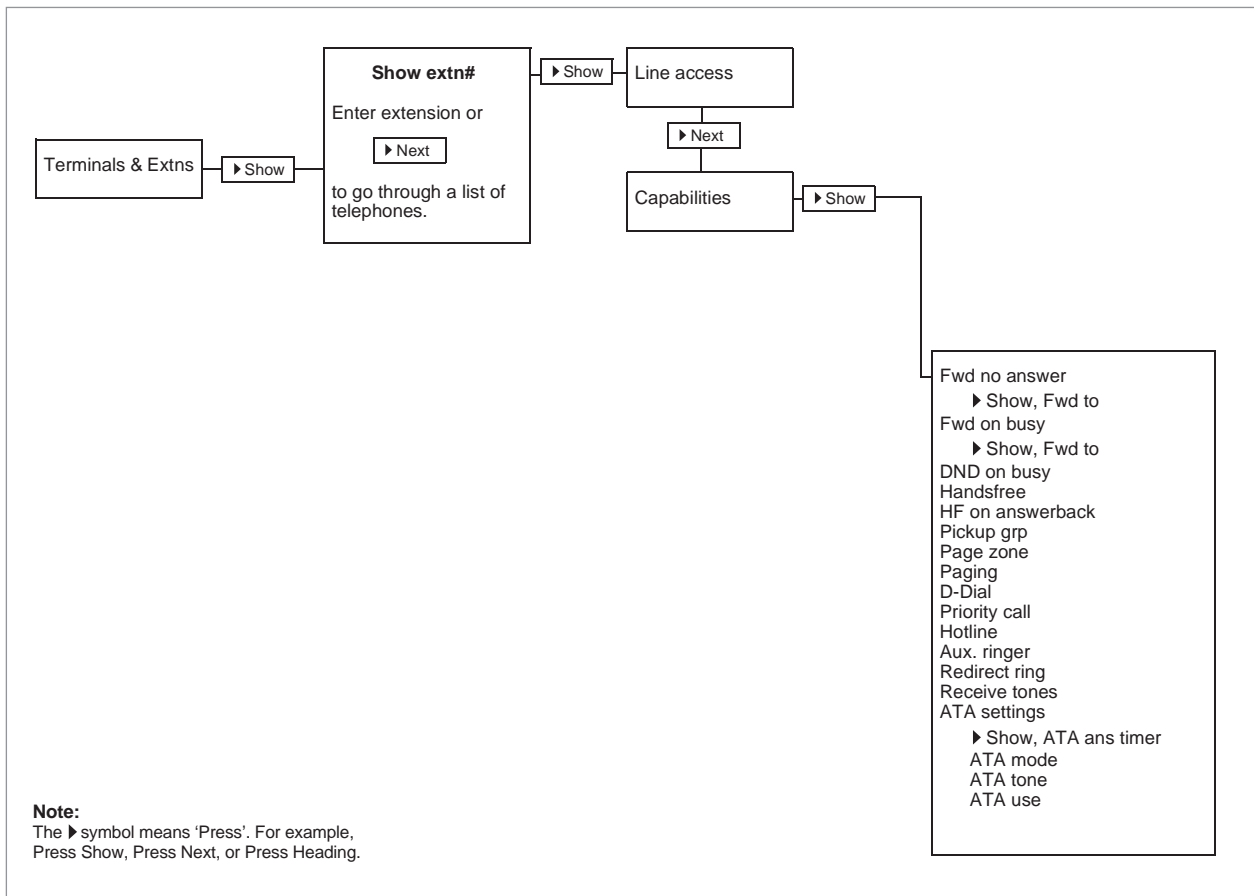 Terminals & Extns
▶ Show
Show extn#
Enter extension or
▶ Next
to go through a list of
telephones.
▶ Show
Line access
▶ Next
Capabilities
▶ Show
Fwd no answer
▶ Show, Fwd to
Fwd on busy
▶ Show, Fwd to
DND on busy
Handsfree
HF on answerback
Pickup grp
Page zone
Paging
D-Dial
Priority call
Hotline
Aux. ringer
Redirect ring
Receive tones
ATA settings
▶ Show, ATA ans timer
ATA mode
ATA tone
ATA use
Note:
The ▶ symbol means ‘Press’. For example,
Press Show, Press Next, or Press Heading.